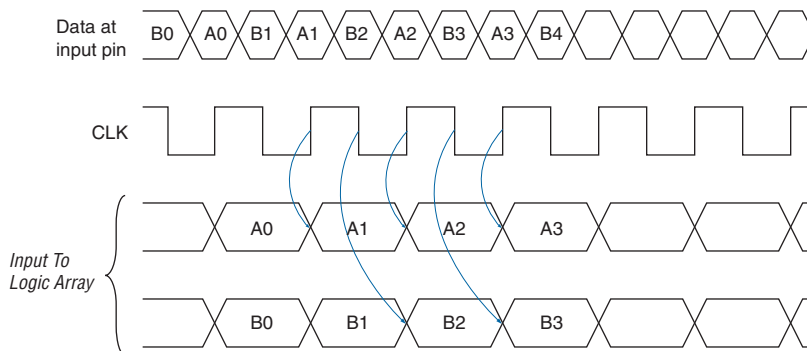 Data at
input pin
B0 A0 B1 A1 B2 A2 B3 A3 B4
CLK
A0 A1 A2 A3
Input To
Logic Array
B0 B1 B2 B3